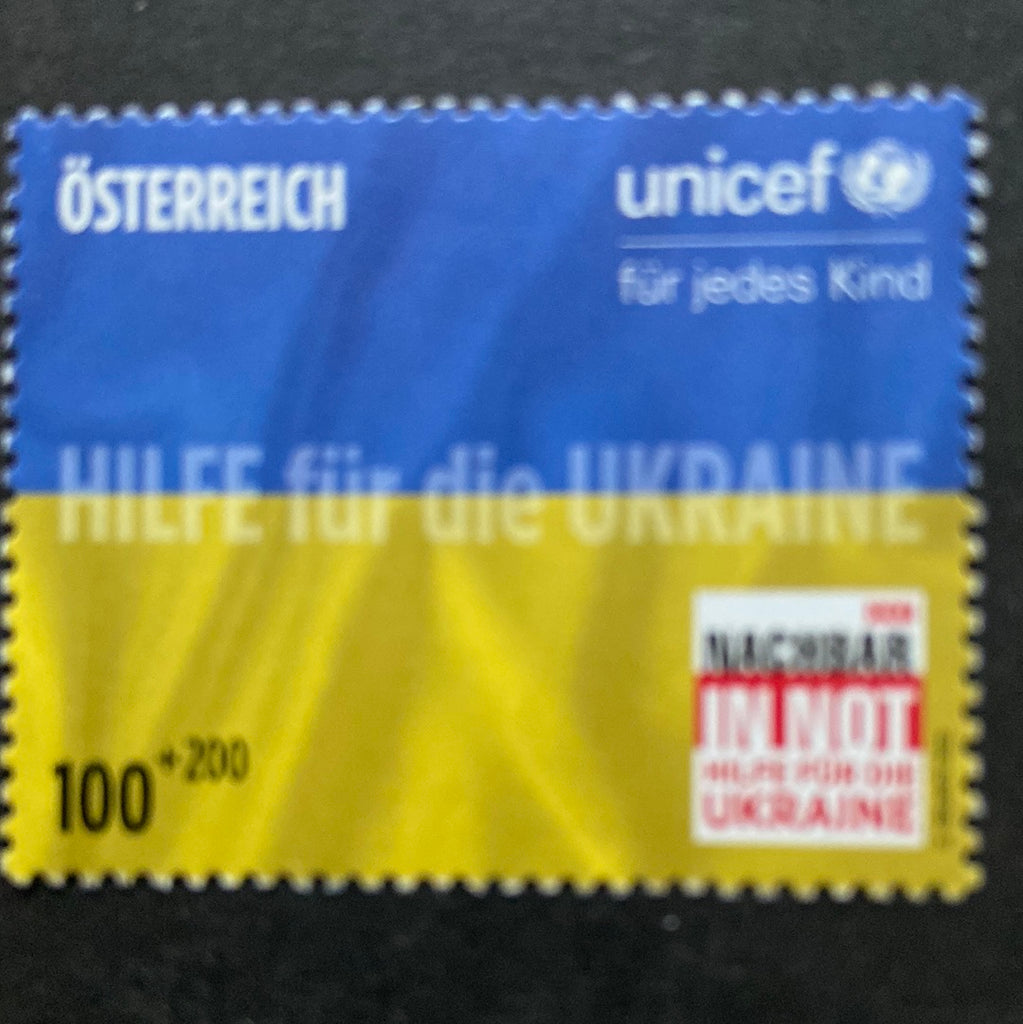 ÖSTERREICH
unicef
für jedes Kind
HILFE für die UKRAINE
NACHBAR
IN NOT
HILFE FÜR DIE
UKRAINE
100 +200